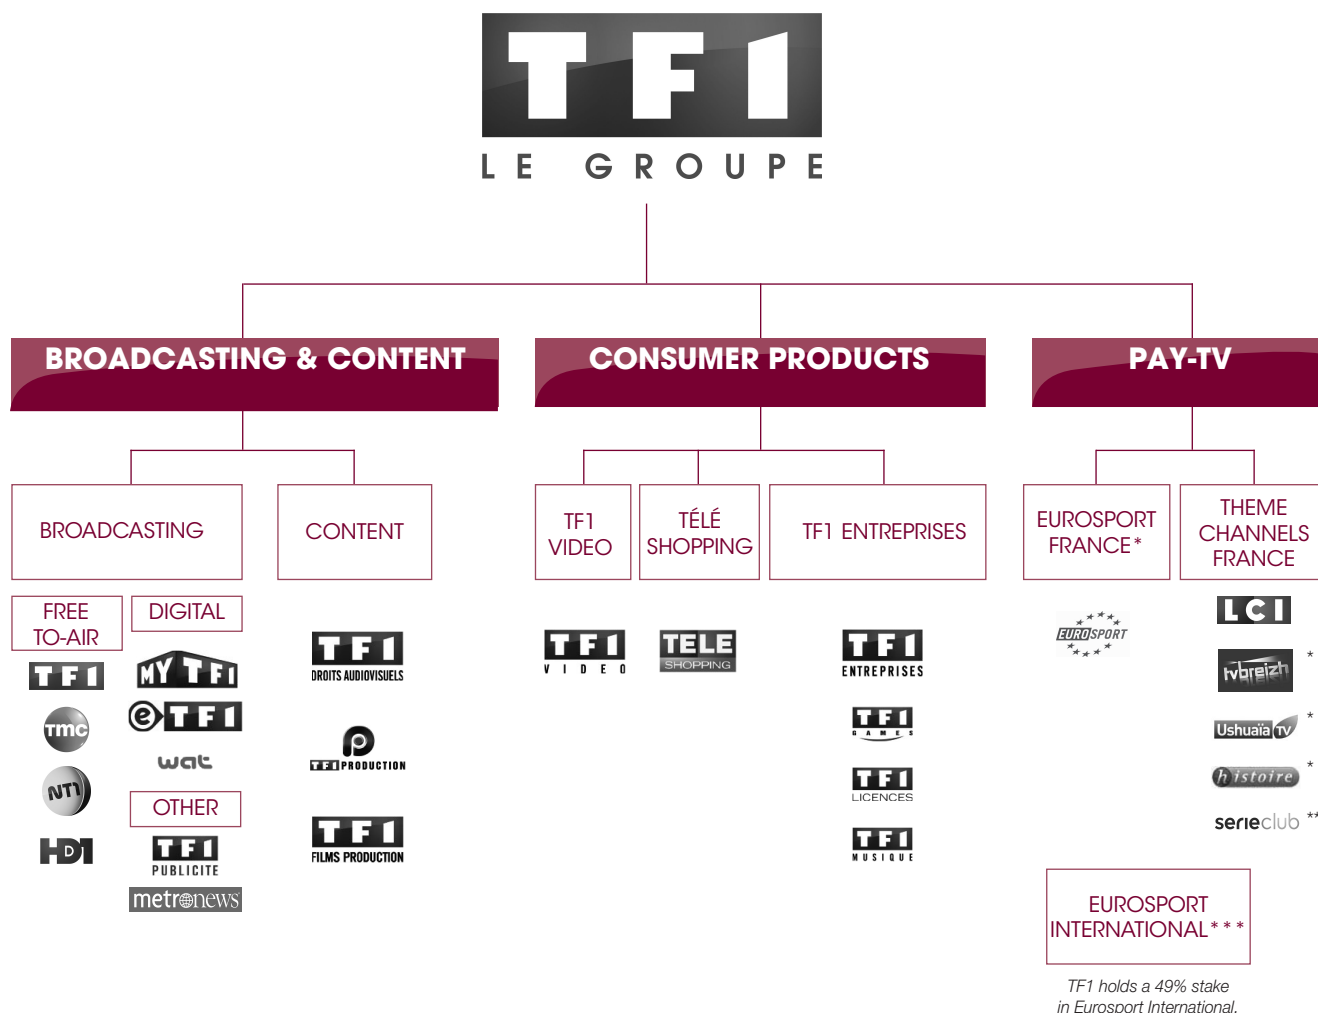 TF1
LE GROUPE
BROADCASTING & CONTENT
CONSUMER PRODUCTS
PAY-TV
BROADCASTING
CONTENT
TF1
VIDEO
TÉLÉ
SHOPPING
TF1 ENTREPRISES
EUROSPORT
FRANCE*
THEME
CHANNELS
FRANCE
FREE
TO-AIR
TF1
TMC
NT1
HD1
DIGITAL
MYTF1
eTF1
wat
OTHER
TF1
PUBLICITE
metronews
TF1
DROITS AUDIOVISUELS
TF1 PRODUCTION
TF1
FILMS PRODUCTION
TF1
VIDEO
TELE
SHOPPING
TF1
ENTREPRISES
TF1
GAMES
TF1
LICENCES
TF1
MUSIQUE
EUROSPORT
LCI
tvbreizh *
Ushuaïa TV *
histoire *
serieclub **
EUROSPORT
INTERNATIONAL***
TF1 holds a 49% stake
in Eurosport International.